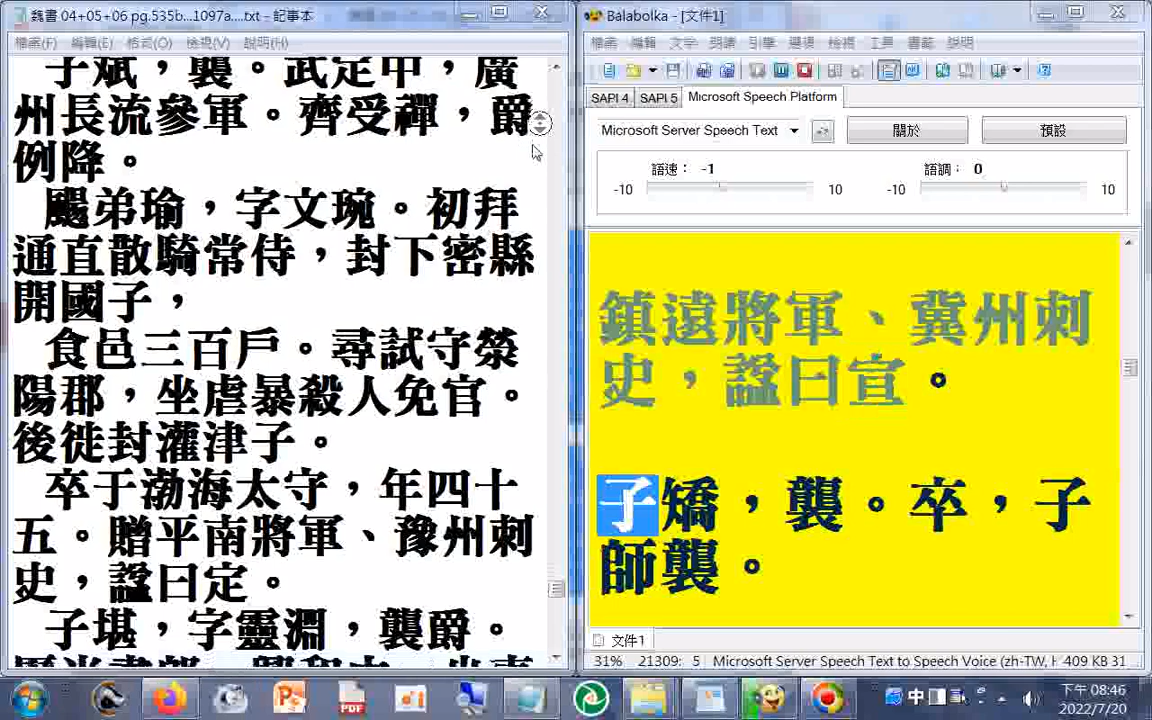 魏書 04+05+06 pg.535b...1097a....txt - 記事本
檔案(F) 編輯(E) 格式(O) 檢視(V) 說明(H)
子斌，襲。武定中，廣
州長流參軍。齊受禪，爵
例降。
颺弟瑜，字文琬。初拜
通直散騎常侍，封下密縣
開國子，
食邑三百戶。尋試守滎
陽郡，坐虐暴殺人免官。
後徙封灌津子。
卒于渤海太守，年四十
五。贈平南將軍、豫州刺
史，諡曰定。
子堪，字靈淵，襲爵。
Balabolka - [文件1]
檔案 編輯 文字 朗讀 引擎 選項 檢視 工具 書籤 說明
SAPI 4 SAPI 5 Microsoft Speech Platform
Microsoft Server Speech Text 關於 預設
語速： -1 語調： 0
-10 10 -10 10
鎮遠將軍、冀州刺
史，諡曰宣。
子矯，襲。卒，子
師襲。
文件1
31% 21309: 5 Microsoft Server Speech Text to Speech Voice (zh-TW, H 409 KB 31
PDF 中 下午 08:46
2022/7/20